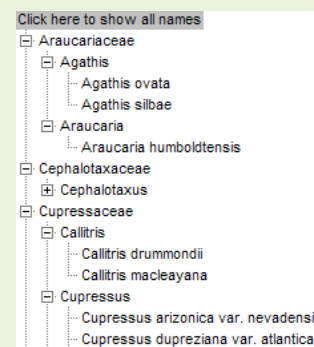 Click here to show all names
Araucariaceae
Agathis
Agathis ovata
Agathis silbae
Araucaria
Araucaria humboldtensis
Cephalotaxaceae
Cephalotaxus
Cupressaceae
Callitris
Callitris drummondii
Callitris macleayana
Cupressus
Cupressus arizonica var. nevadensi
Cupressus dupreziana var. atlantica